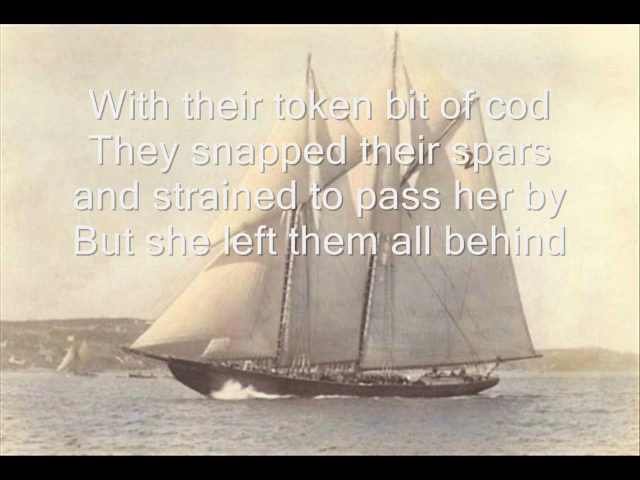 With their token bit of cod
They snapped their spars
and strained to pass her by
But she left them all behind
2